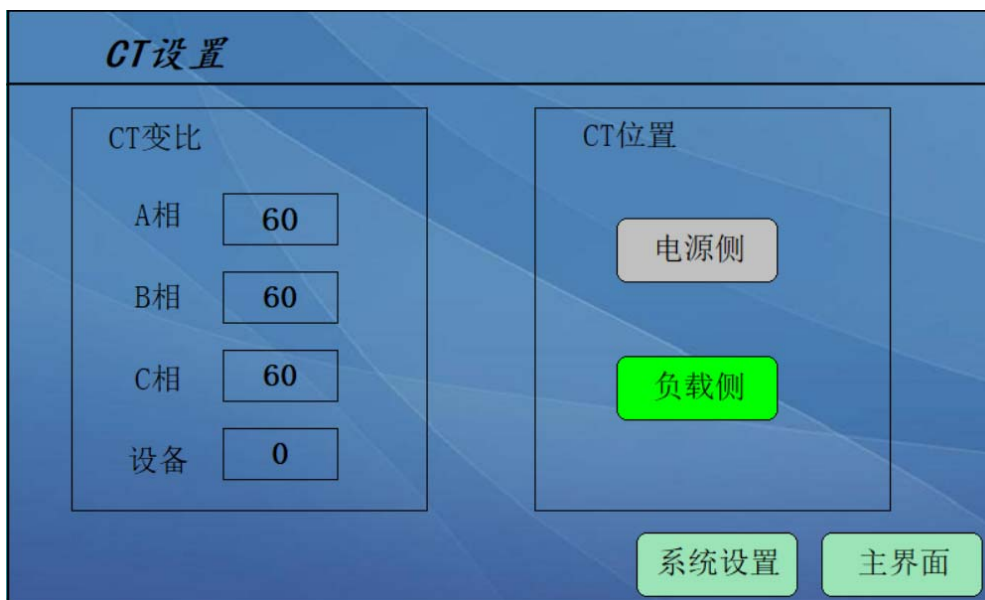 CT设置
CT变比
A相 60
B相 60
C相 60
设备 0
CT位置
电源侧
负载侧
系统设置 主界面